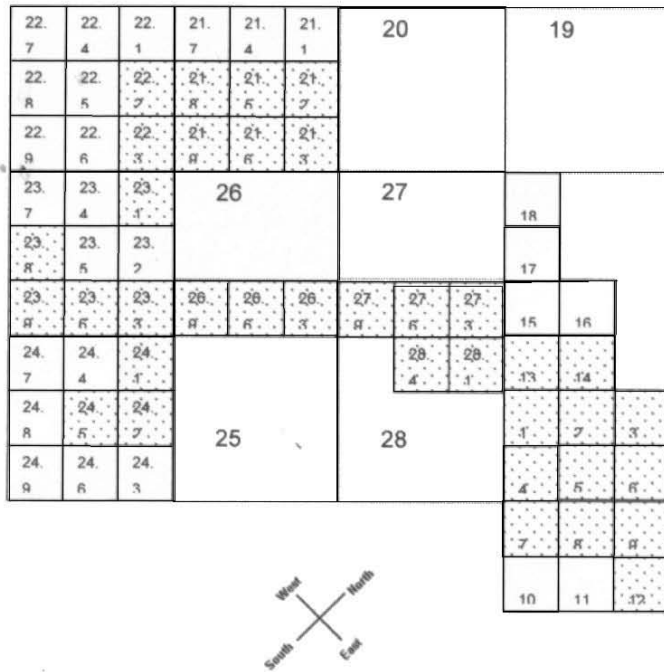 22. 22. 22. 21. 21. 21. 20 19
7 4 1 7 4 1
22. 22. 22. 21. 21. 21.
8 5 2 8 5 2
22. 22. 22. 21. 21. 21.
9 6 3 9 6 3
23. 23. 23. 26 27
7 4 1 18
23. 23. 23.
8 5 2 17
23. 23. 23. 26. 26. 26. 27. 27. 27.
9 6 3 9 6 3 9 6 3 15 16
24. 24. 24. 28. 28.
7 4 1 4 1 13 14
24. 24. 24. 25 28
8 5 2 1 2 3
24. 24. 24.
9 6 3 4 5 6
7 8 9
10 11 12
West North
South East